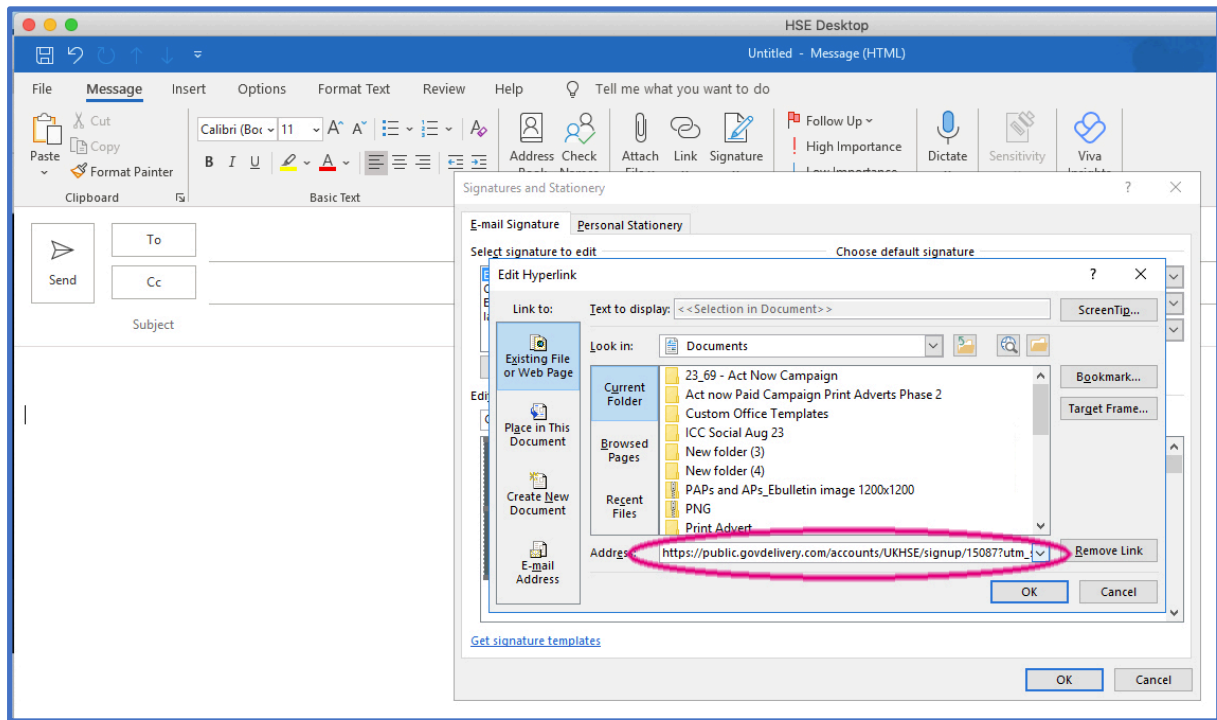 HSE Desktop
Untitled - Message (HTML)
File Message Insert Options Format Text Review Help Tell me what you want to do
Cut
Copy
Format Painter
Paste
Clipboard
Calibri (Boc 11
B I U
Basic Text
Address Check
Attach Link Signature
Follow Up
High Importance
Dictate
Sensitivity
Viva
Send
To
Cc
Subject
Signatures and Stationery
E-mail Signature Personal Stationery
Select signature to edit Choose default signature
Edit Hyperlink
Link to: Text to display: <<Selection in Document>> ScreenTip...
Existing File
or Web Page
Look in: Documents
Current
Folder
Browsed
Pages
Recent
Files
23_69 - Act Now Campaign
Act now Paid Campaign Print Adverts Phase 2
Custom Office Templates
ICC Social Aug 23
New folder (3)
New folder (4)
PAPs and APs_Ebulletin image 1200x1200
PNG
Print Advert
Bookmark...
Target Frame...
Place in This
Document
Create New
Document
E-mail
Address
https://public.govdelivery.com/accounts/UKHSE/signup/15087?utm_
Remove Link
OK Cancel
Get signature templates
OK Cancel